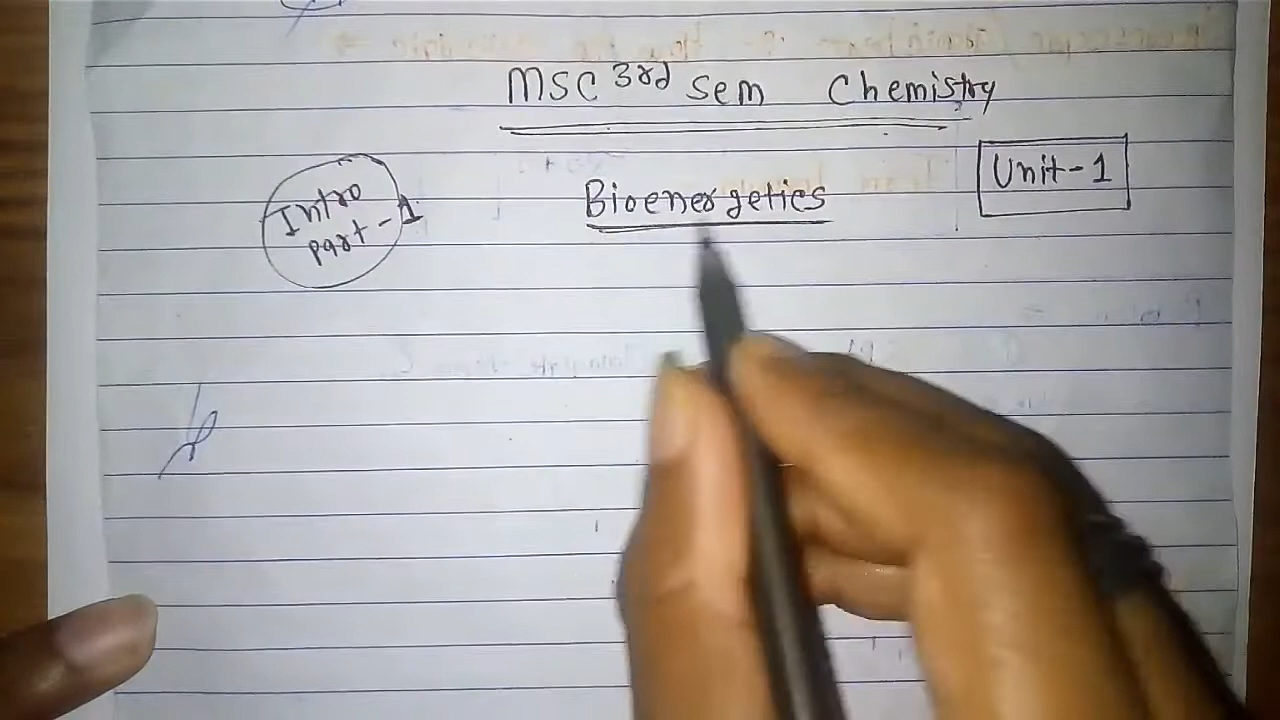 MSC 3rd Sem Chemistry
Unit-1
Bioenergetics
Intro
part-1